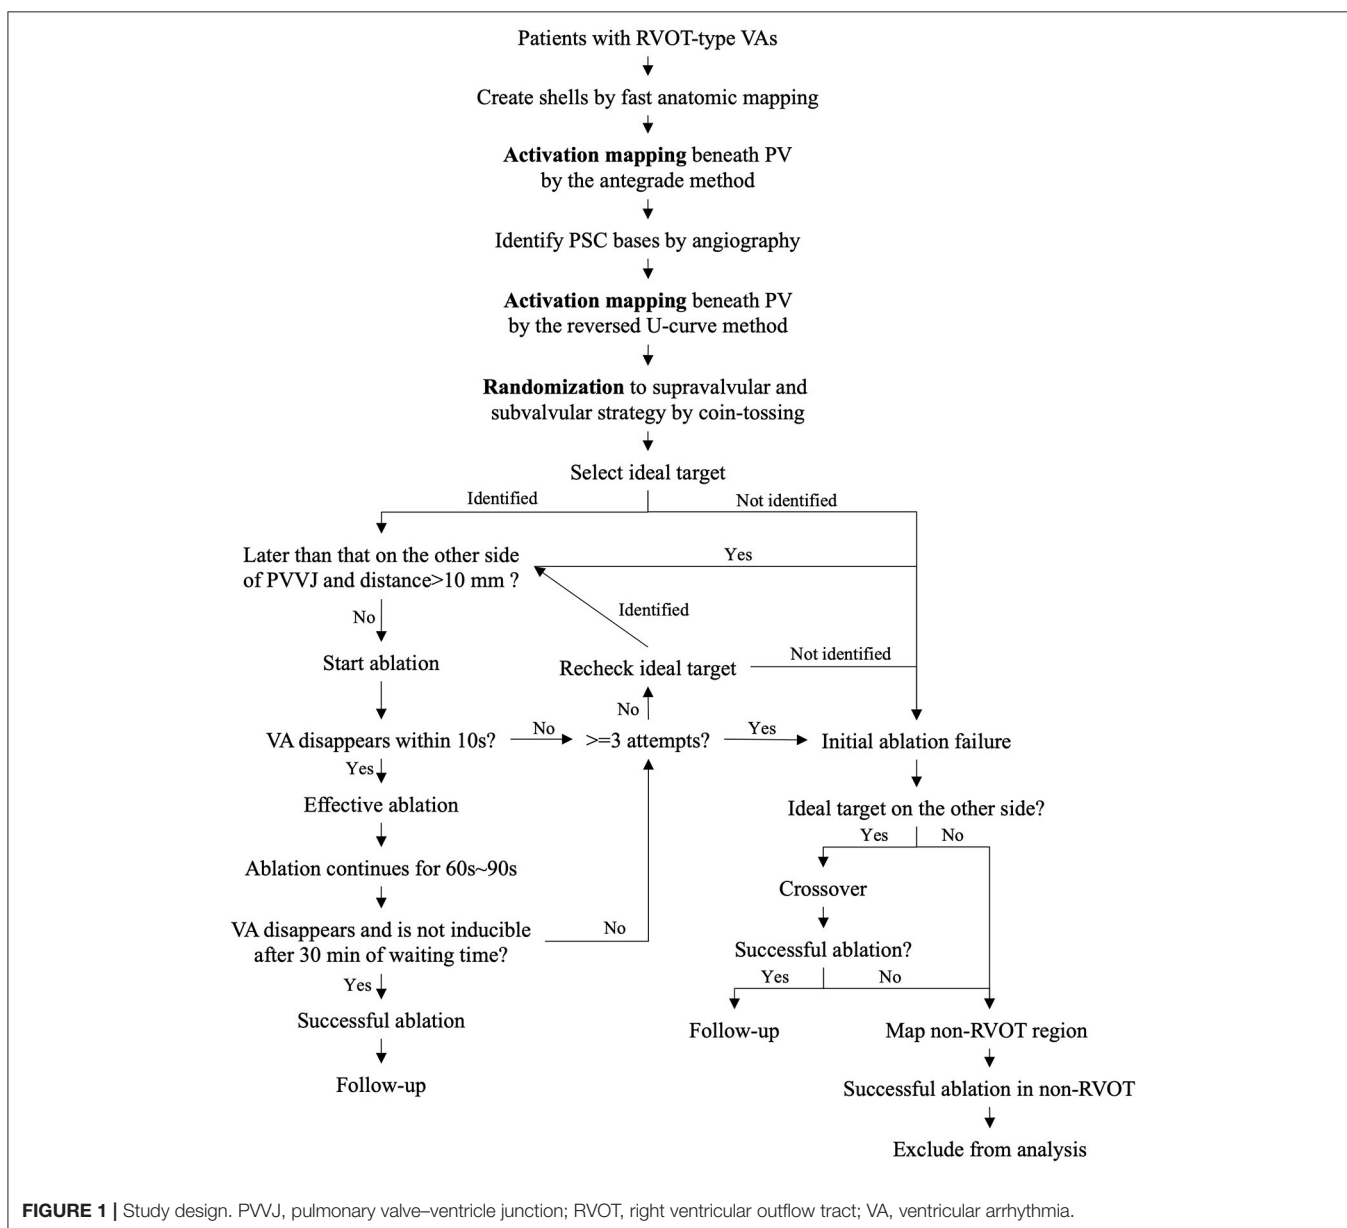 Patients with RVOT-type VAs
Create shells by fast anatomic mapping
Activation mapping beneath PV
by the antegrade method
Identify PSC bases by angiography
Activation mapping beneath PV
by the reversed U-curve method
Randomization to supravalvular and
subvalvular strategy by coin-tossing
Select ideal target
Identified
Not identified
Later than that on the other side
of PVVJ and distance>10 mm ?
Yes
No
Identified
Start ablation
Recheck ideal target
Not identified
No
VA disappears within 10s?
No
>=3 attempts?
Yes
Initial ablation failure
Yes
Effective ablation
Ideal target on the other side?
Yes
No
Ablation continues for 60s~90s
Crossover
VA disappears and is not inducible
after 30 min of waiting time?
No
Successful ablation?
Yes
Yes
No
Successful ablation
Follow-up
Map non-RVOT region
Follow-up
Successful ablation in non-RVOT
Exclude from analysis
FIGURE 1 | Study design. PVVJ, pulmonary valve–ventricle junction; RVOT, right ventricular outflow tract; VA, ventricular arrhythmia.